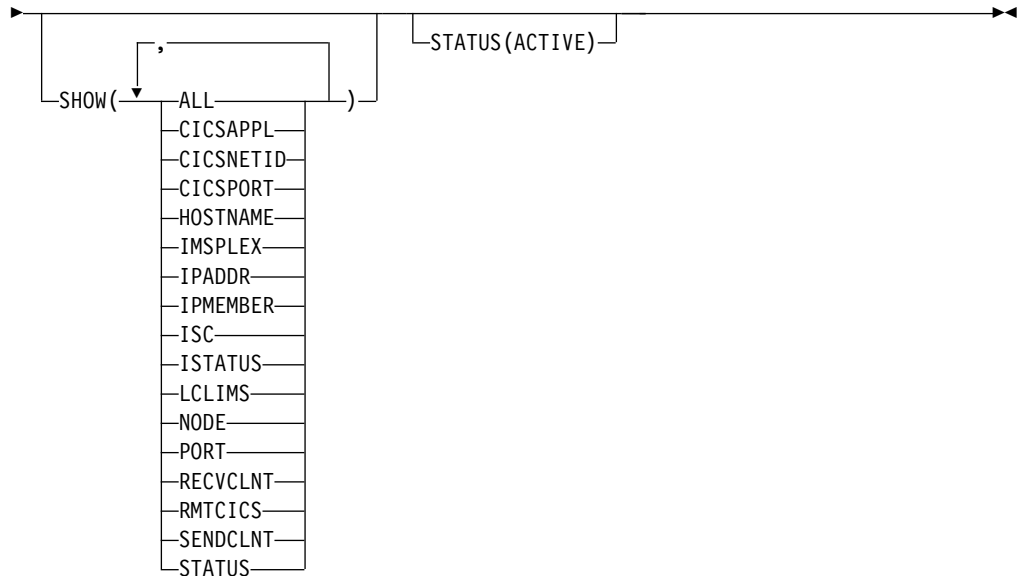 ,
STATUS(ACTIVE)
SHOW( ALL )
CICSAPPL
CICSNETID
CICSPORT
HOSTNAME
IMSPLEX
IPADDR
IPMEMBER
ISC
ISTATUS
LCLIMS
NODE
PORT
RECVCLNT
RMTCICS
SENDCLNT
STATUS